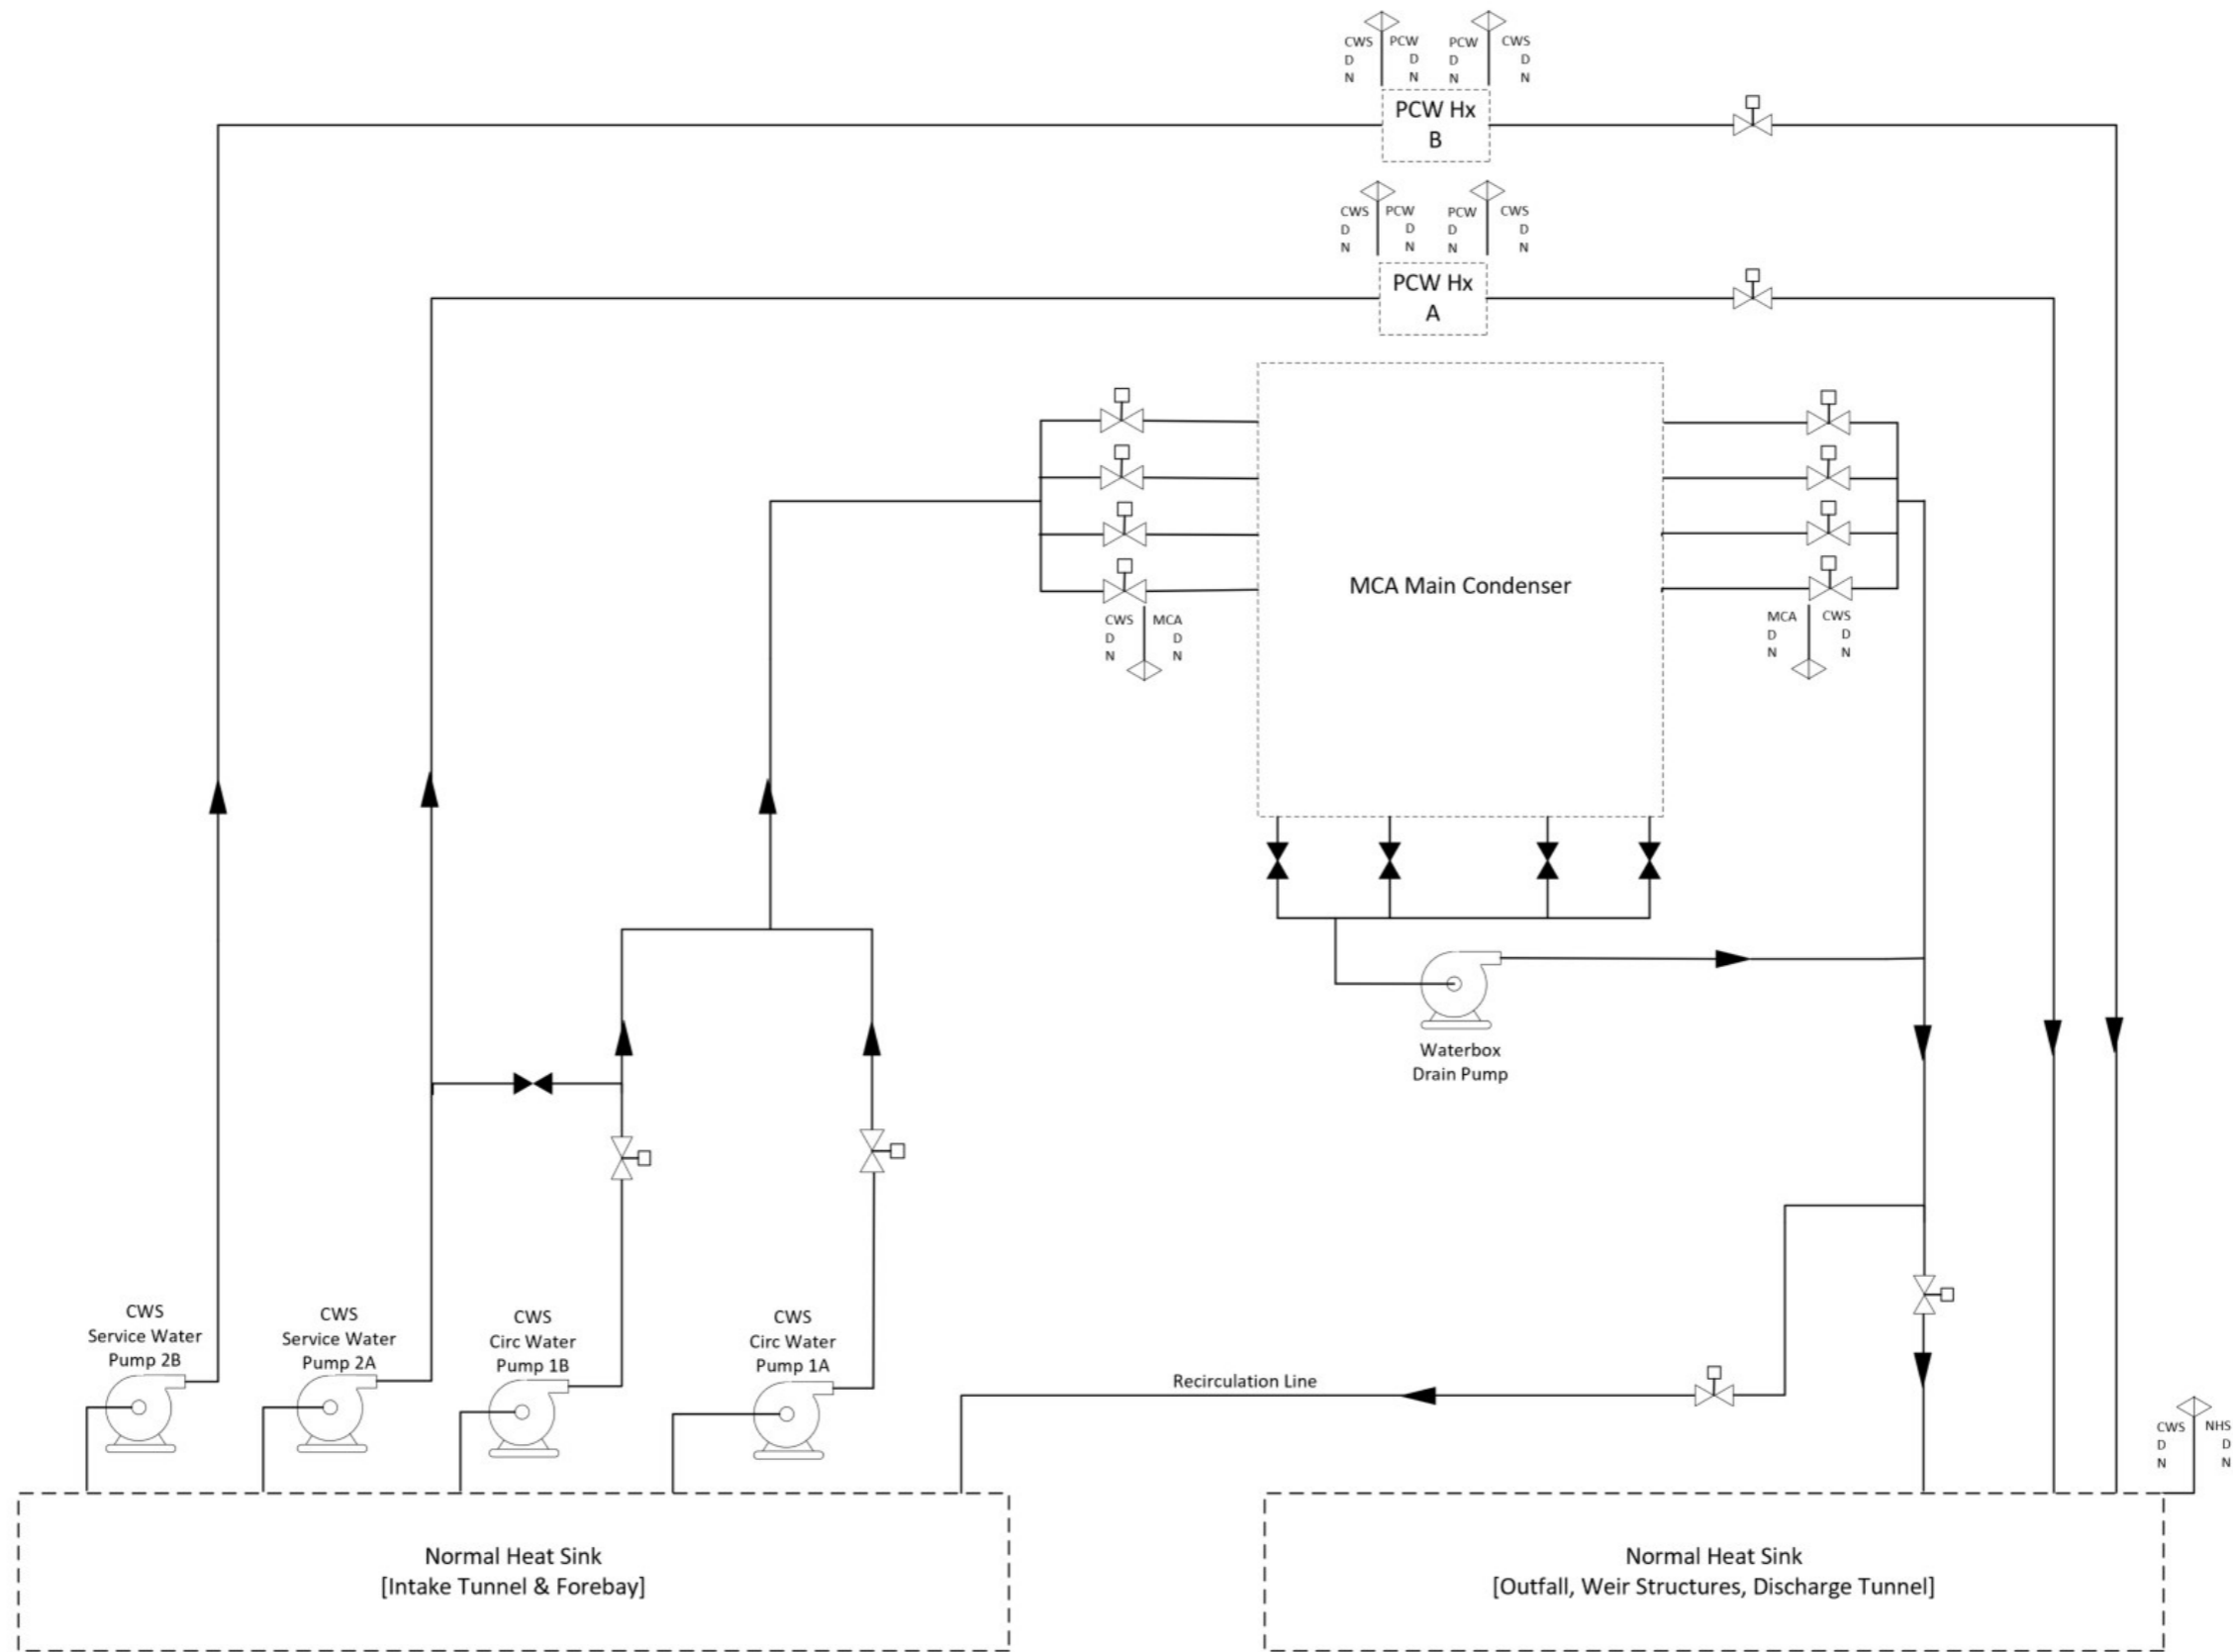 CWS PCW PCW CWS
D D D D
N N N N
PCW Hx
B
CWS PCW PCW CWS
D D D D
N N N N
PCW Hx
A
MCA Main Condenser
CWS MCA
D D
N N
MCA CWS
D D
N N
Waterbox
Drain Pump
CWS
Service Water
Pump 2B
CWS
Service Water
Pump 2A
CWS
Circ Water
Pump 1B
CWS
Circ Water
Pump 1A
Recirculation Line
CWS NHS
D D
N N
Normal Heat Sink
[Intake Tunnel & Forebay]
Normal Heat Sink
[Outfall, Weir Structures, Discharge Tunnel]